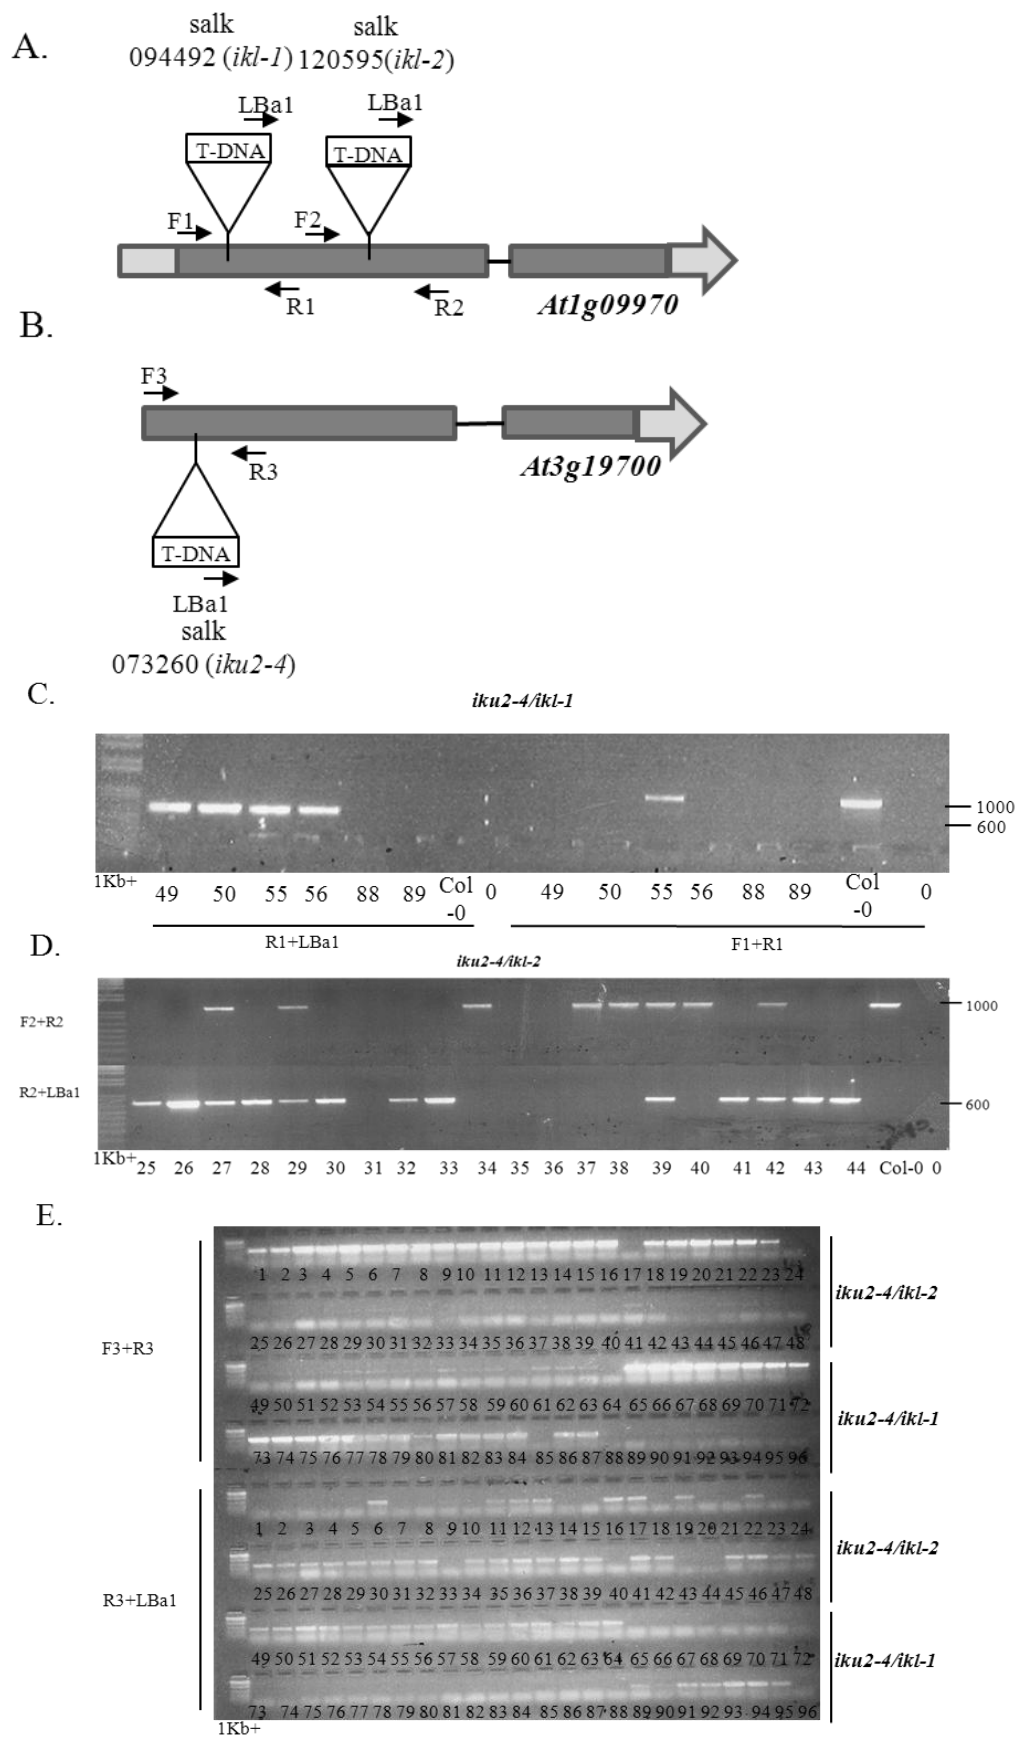 A.
salk
094492 (ikl-1)
salk
120595(ikl-2)
LBa1
LBa1
T-DNA
T-DNA
F1
F2
R1
R2
At1g09970
B.
F3
R3
At3g19700
T-DNA
LBa1
salk
073260 (iku2-4)
C.
iku2-4/ikl-1
1000
600
1Kb+
49 50 55 56 88 89 Col-0 0 49 50 55 56 88 89 Col-0 0
R1+LBa1
F1+R1
D.
iku2-4/ikl-2
F2+R2
1000
R2+LBa1
600
1Kb+
25 26 27 28 29 30 31 32 33 34 35 36 37 38 39 40 41 42 43 44 Col-0 0
E.
1 2 3 4 5 6 7 8 9 10 11 12 13 14 15 16 17 18 19 20 21 22 23 24
iku2-4/ikl-2
F3+R3
25 26 27 28 29 30 31 32 33 34 35 36 37 38 39 40 41 42 43 44 45 46 47 48
49 50 51 52 53 54 55 56 57 58 59 60 61 62 63 64 65 66 67 68 69 70 71 72
iku2-4/ikl-1
73 74 75 76 77 78 79 80 81 82 83 84 85 86 87 88 89 90 91 92 93 94 95 96
1 2 3 4 5 6 7 8 9 10 11 12 13 14 15 16 17 18 19 20 21 22 23 24
iku2-4/ikl-2
R3+LBa1
25 26 27 28 29 30 31 32 33 34 35 36 37 38 39 40 41 42 43 44 45 46 47 48
49 50 51 52 53 54 55 56 57 58 59 60 61 62 63 64 65 66 67 68 69 70 71 72
iku2-4/ikl-1
73 74 75 76 77 78 79 80 81 82 83 84 85 86 87 88 89 90 91 92 93 94 95 96
1Kb+